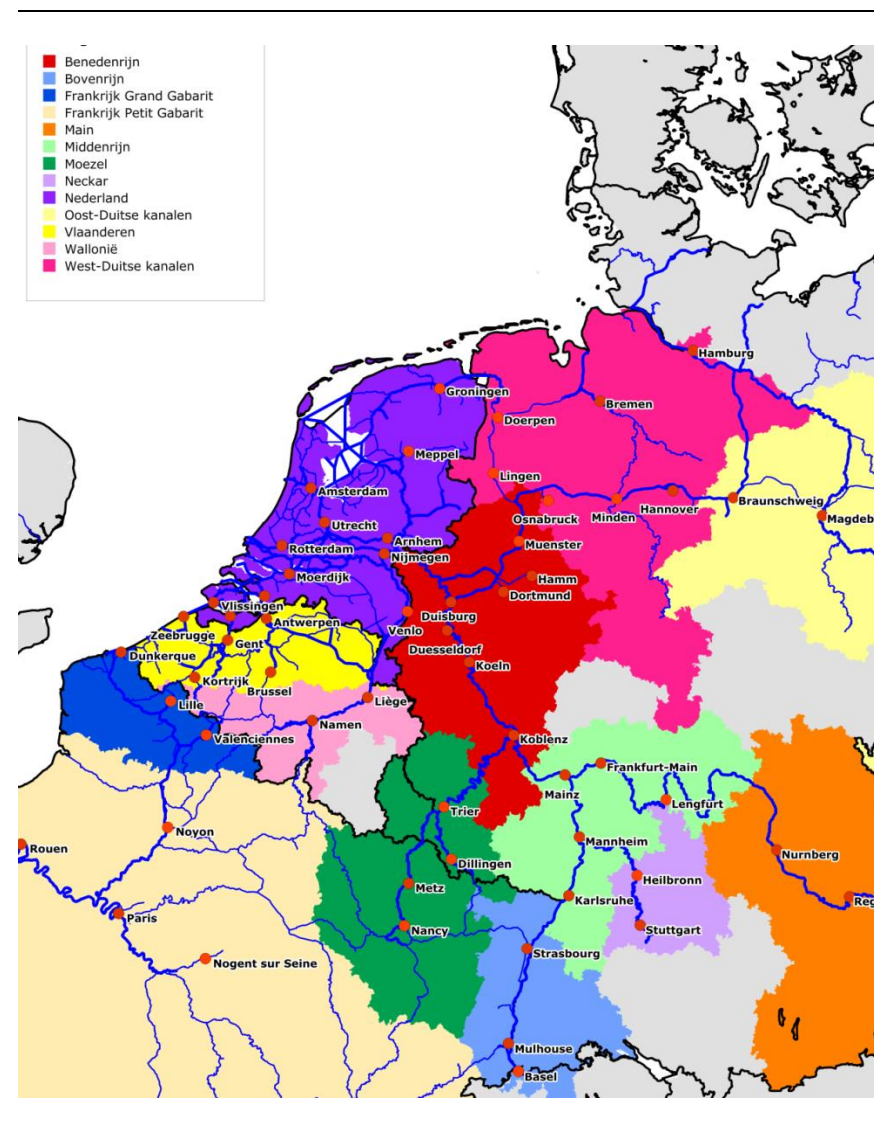 Benedenrijn
Bovenrijn
Frankrijk Grand Gabarit
Frankrijk Petit Gabarit
Main
Middenrijn
Moezel
Neckar
Nederland
Oost-Duitse kanalen
Vlaanderen
Wallonië
West-Duitse kanalen
Hamburg
Groningen
Bremen
Doerpen
Meppel
Lingen
Amsterdam
Osnabruck
Minden
Hannover
Braunschweig
Magdeb
Utrecht
Arnhem
Muenster
Rotterdam
Nijmegen
Moerdijk
Hamm
Dortmund
Vlissingen
Duisburg
Antwerpen
Venlo
Zeebrugge
Gent
Duesseldorf
Dunkerque
Koeln
Kortrijk
Brussel
Lille
Liège
Namen
Valenciennes
Koblenz
Frankfurt-Main
Mainz
Lengfurt
Trier
Noyon
Mannheim
Rouen
Nurnberg
Dillingen
Heilbronn
Metz
Karlsruhe
Reg
Paris
Nancy
Stuttgart
Strasbourg
Nogent sur Seine
Mulhouse
Basel